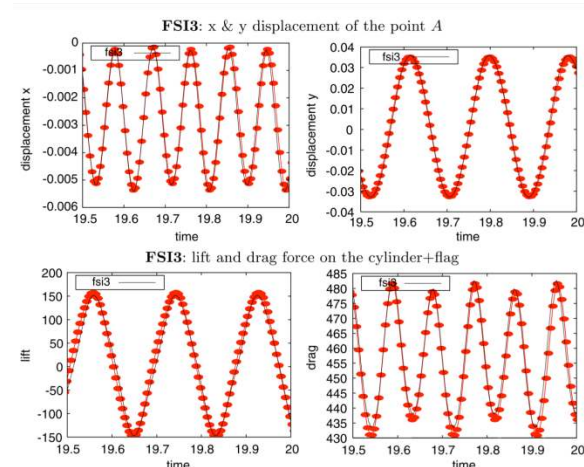 FSI3: x & y displacement of the point A
0
-0.001
-0.002
-0.003
-0.004
-0.005
-0.006
displacement x
fsi3
19.5 19.6 19.7 19.8 19.9 20
time
0.04
0.03
0.02
0.01
0
-0.01
-0.02
-0.03
-0.04
displacement y
fsi3
19.5 19.6 19.7 19.8 19.9 20
time
FSI3: lift and drag force on the cylinder+flag
200
150
100
50
0
-50
-100
-150
lift
fsi3
19.5 19.6 19.7 19.8 19.9 20
time
485
480
475
470
465
460
455
450
445
440
435
430
drag
fsi3
19.5 19.6 19.7 19.8 19.9 20
time